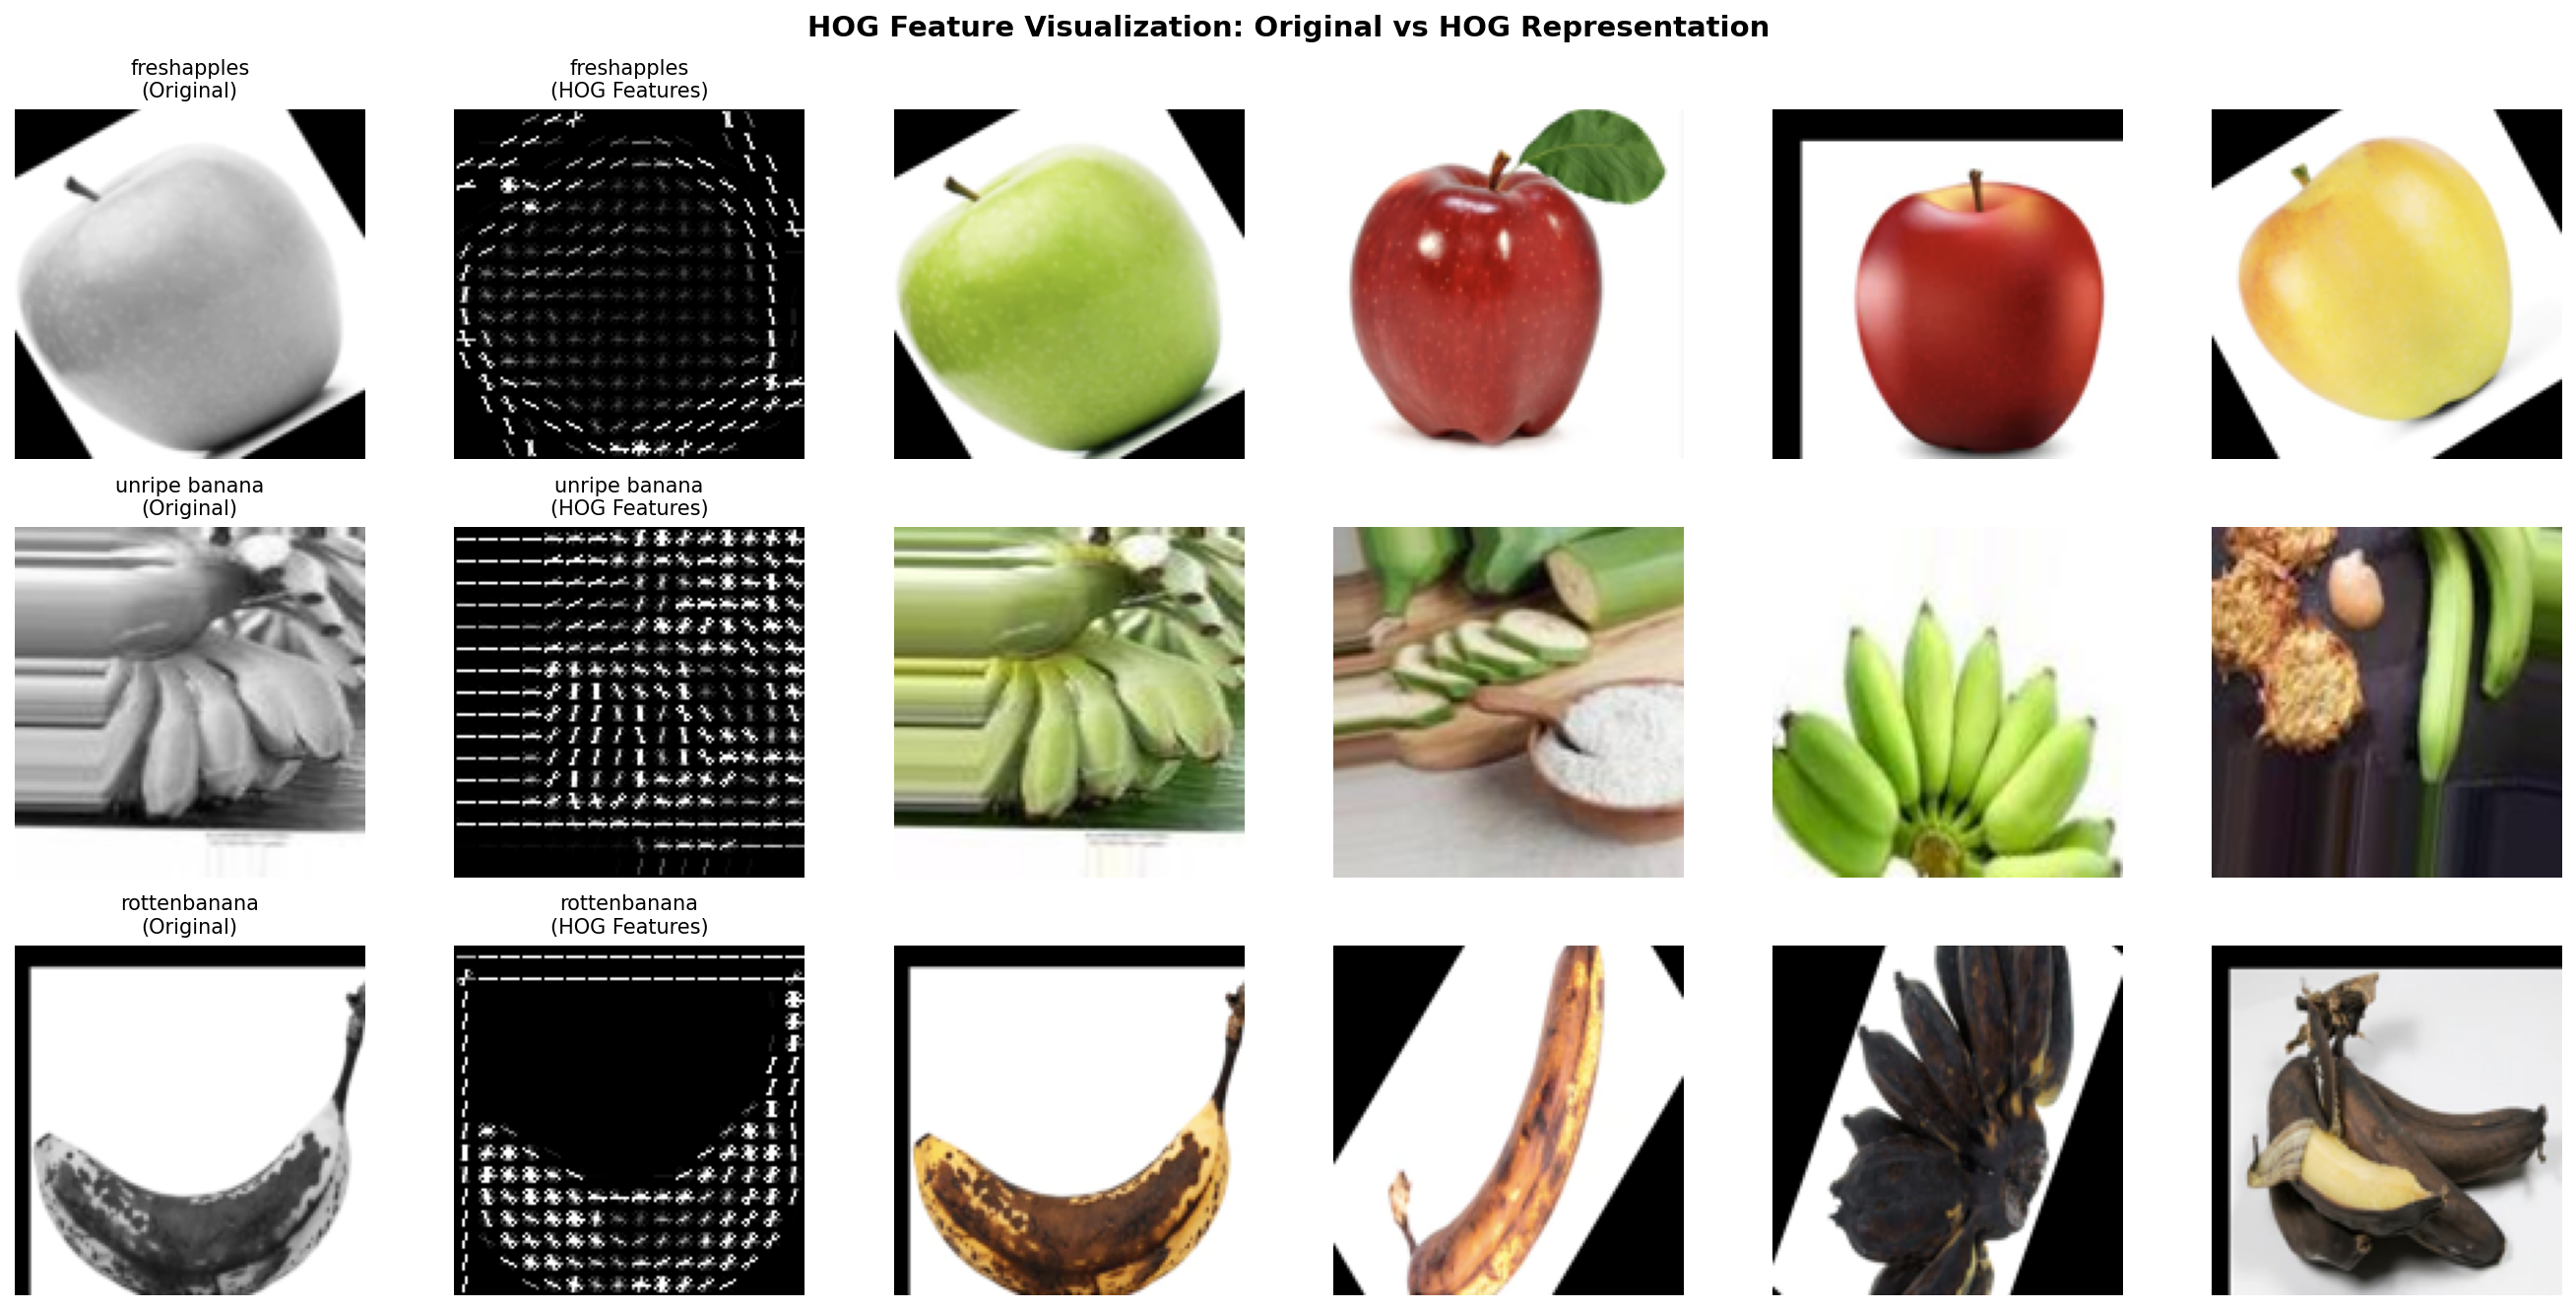 HOG Feature Visualization: Original vs HOG Representation
freshapples
(Original)
freshapples
(HOG Features)
unripe banana
(Original)
unripe banana
(HOG Features)
rottenbanana
(Original)
rottenbanana
(HOG Features)